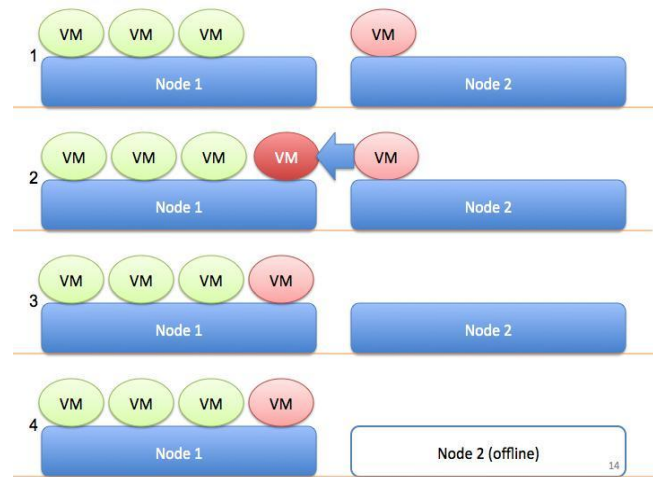 VM VM VM VM
1
Node 1 Node 2
VM VM VM VM VM
2
Node 1 Node 2
VM VM VM VM
3
Node 1 Node 2
VM VM VM VM
4
Node 1 Node 2 (offline)
14